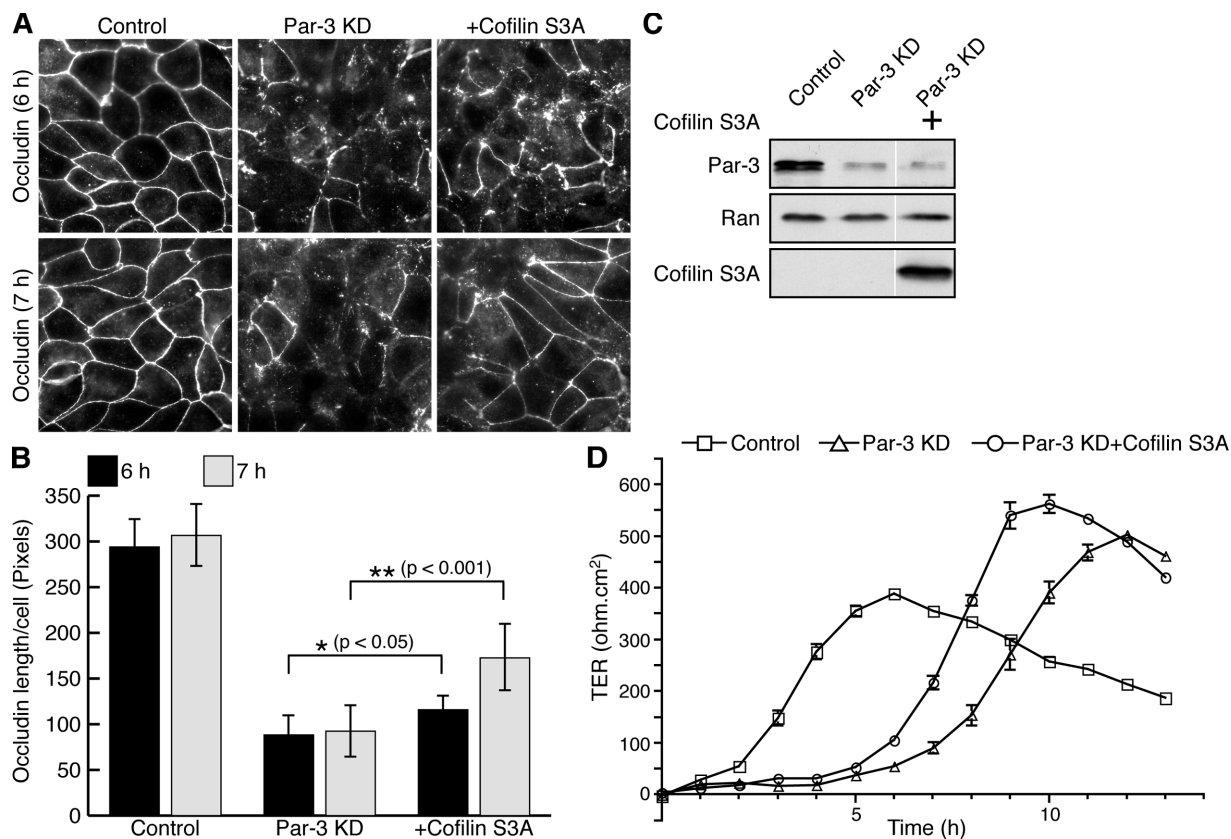 A
Control
Par-3 KD
+Cofilin S3A
Occludin (6 h)
Occludin (7 h)
B
6 h
7 h
Occludin length/cell (Pixels)
350
300
250
200
150
100
50
0
** (p < 0.001)
* (p < 0.05)
Control
Par-3 KD
+Cofilin S3A
C
Control
Par-3 KD
Par-3 KD
Cofilin S3A +
Par-3
Ran
Cofilin S3A
D
Control
Par-3 KD
Par-3 KD+Cofilin S3A
TER (ohm.cm²)
600
500
400
300
200
100
0
5
10
Time (h)